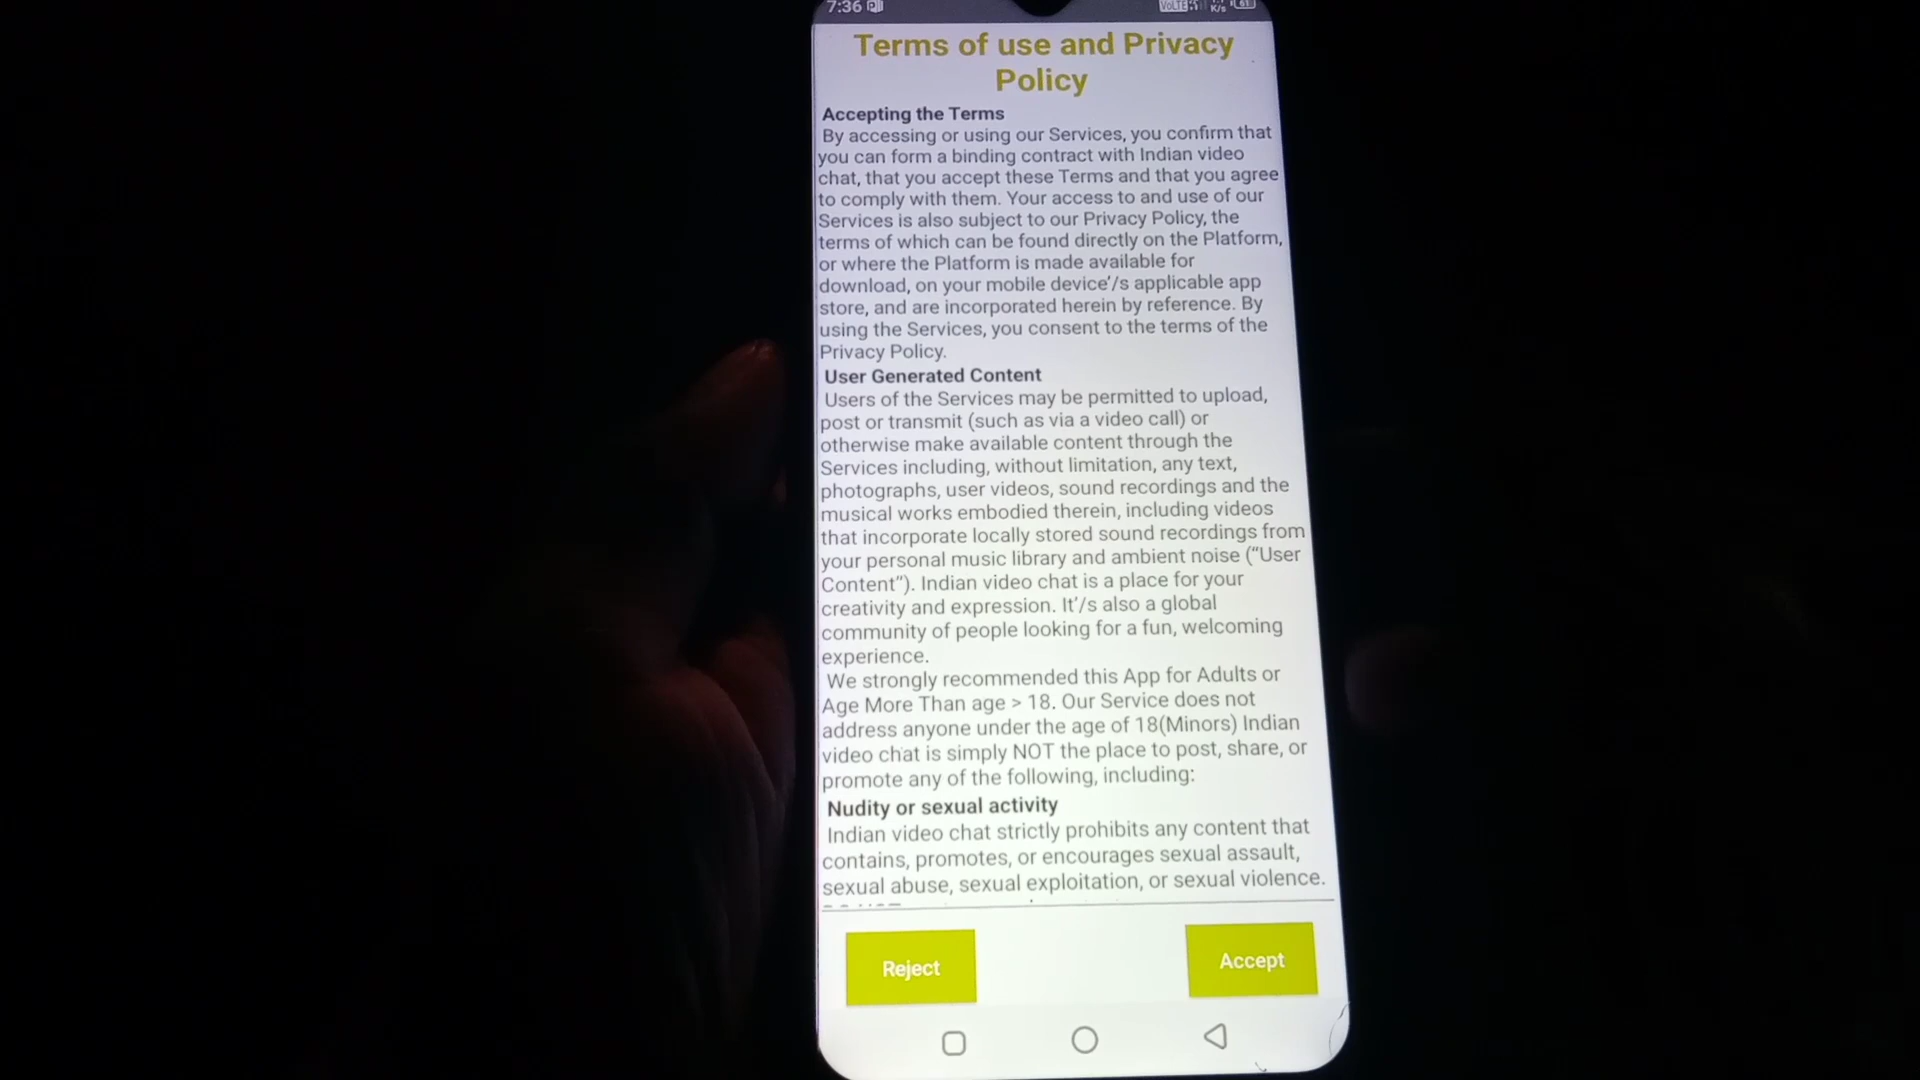 7:36
VoLTE
K/s
61
Terms of use and Privacy
Policy
Accepting the Terms
By accessing or using our Services, you confirm that
you can form a binding contract with Indian video
chat, that you accept these Terms and that you agree
to comply with them. Your access to and use of our
Services is also subject to our Privacy Policy, the
terms of which can be found directly on the Platform,
or where the Platform is made available for
download, on your mobile device'/s applicable app
store, and are incorporated herein by reference. By
using the Services, you consent to the terms of the
Privacy Policy.
User Generated Content
Users of the Services may be permitted to upload,
post or transmit (such as via a video call) or
otherwise make available content through the
Services including, without limitation, any text,
photographs, user videos, sound recordings and the
musical works embodied therein, including videos
that incorporate locally stored sound recordings from
your personal music library and ambient noise (“User
Content”). Indian video chat is a place for your
creativity and expression. It'/s also a global
community of people looking for a fun, welcoming
experience.
We strongly recommended this App for Adults or
Age More Than age > 18. Our Service does not
address anyone under the age of 18(Minors) Indian
video chat is simply NOT the place to post, share, or
promote any of the following, including:
Nudity or sexual activity
Indian video chat strictly prohibits any content that
contains, promotes, or encourages sexual assault,
sexual abuse, sexual exploitation, or sexual violence.
Reject
Accept